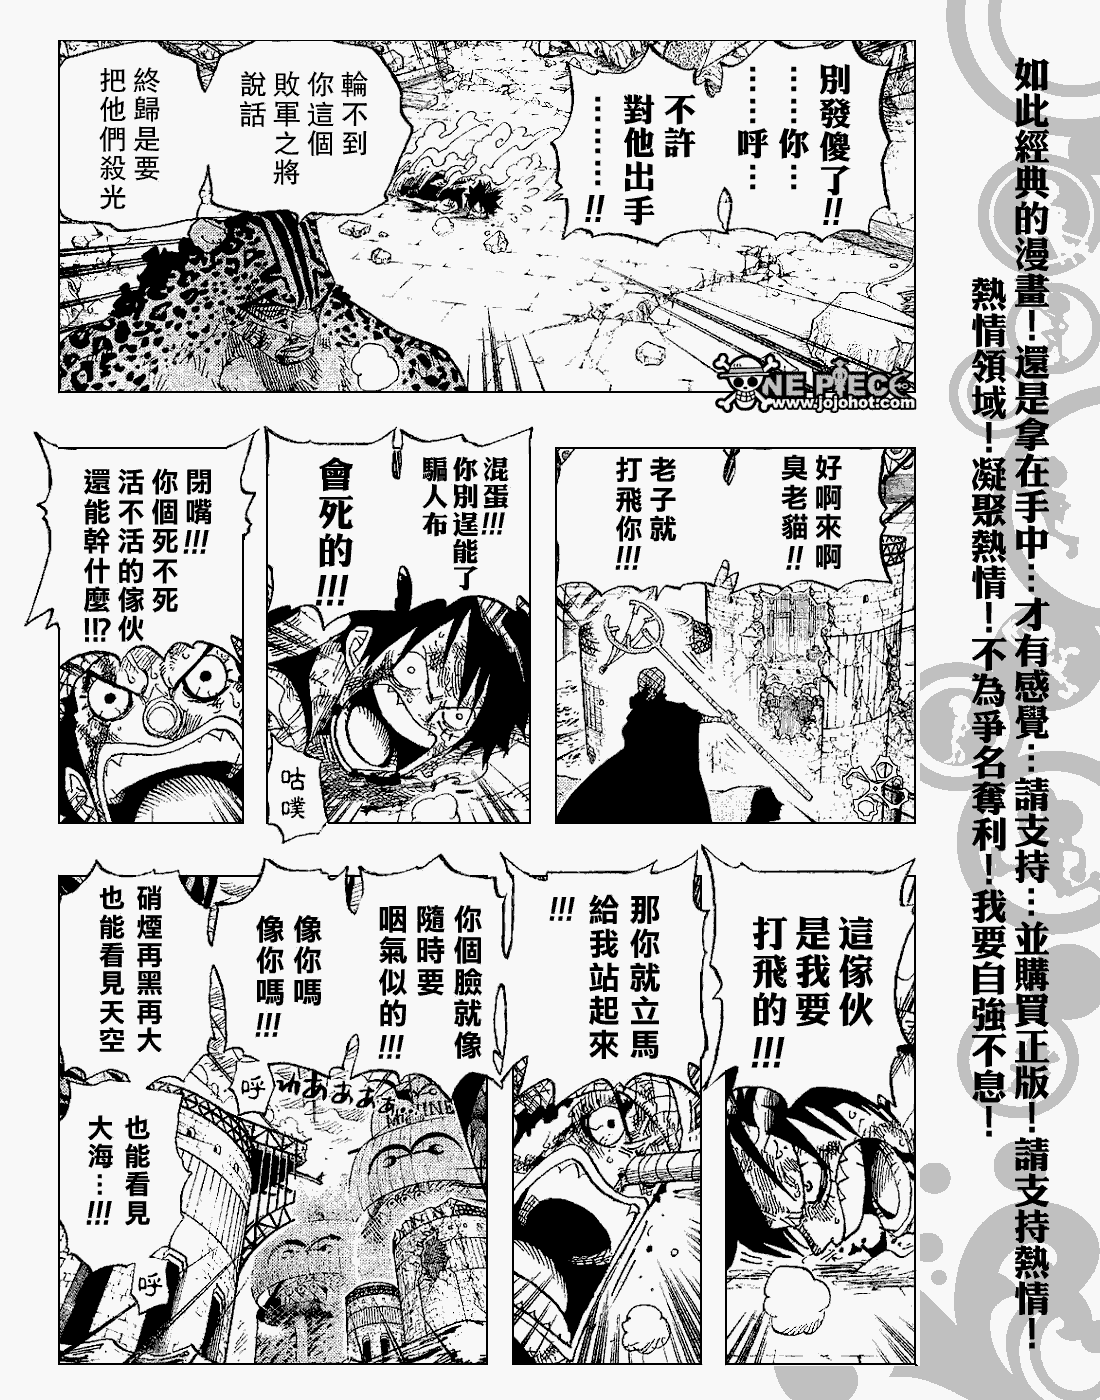 別發傻了!!
⋯⋯你⋯
⋯⋯⋯呼⋯
不許
對他出手
⋯⋯⋯⋯!!
輪不到
你這個
敗軍之將
說話
終歸是要
把他們殺光
ONE PIECE
www.jojohot.com
好啊來啊
臭老貓!!
老子就
打飛你!!!
混蛋!!!
你別逞能了
騙人布
會死的!!!
咕噗
閉嘴!!!
你個死不死
活不活的傢伙
還能幹什麼!!?
這傢伙
是我要
打飛的!!!
那你就立馬
給我站起來
!!!
你個臉就像
隨時要
咽氣似的!!!
像你嗎
像你嗎!!!
硝煙再黑再大
也能看見天空
呼
わぁぁぁぁ
MARINE
也能看見
大海⋯!!!
呼
如此經典的漫畫！還是拿在手中⋯才有感覺⋯請支持⋯並購買正版！請支持熱情！
熱情領域！凝聚熱情！不為爭名奪利！我要自強不息！